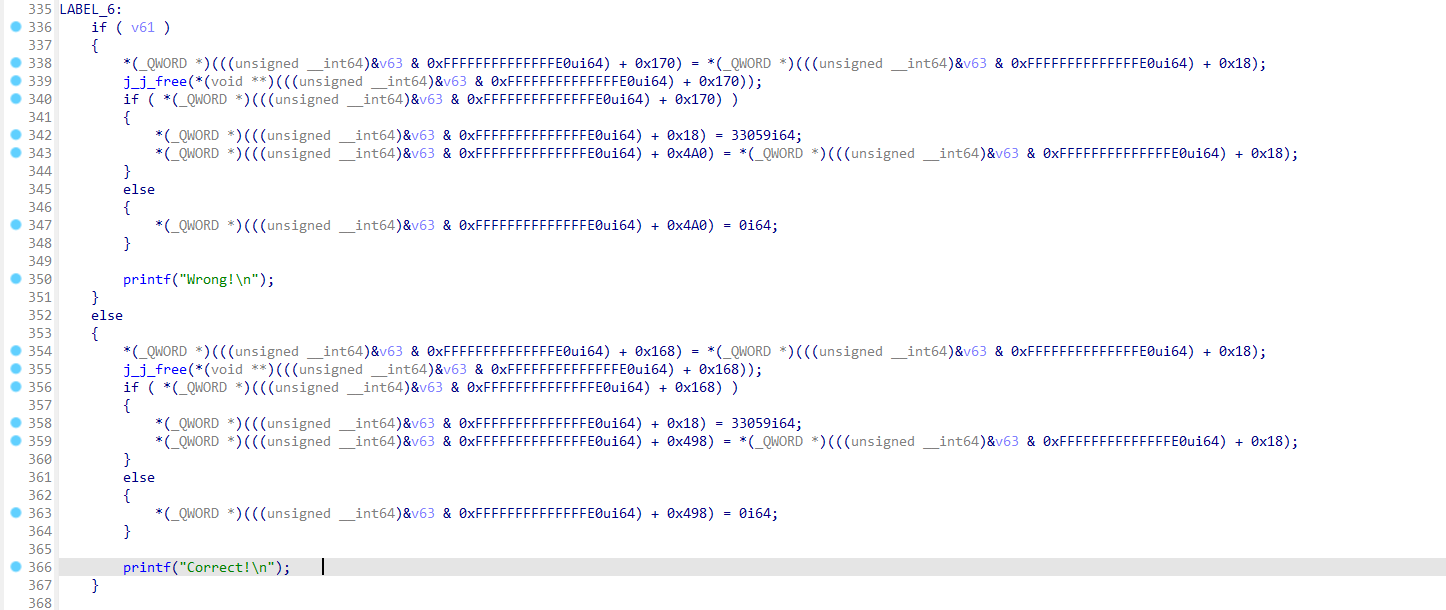 335 LABEL_6:
336 if ( v61 )
337 {
338 *(_QWORD *)(((unsigned __int64)&v63 & 0xFFFFFFFFFFFFFFE0ui64) + 0x170) = *(_QWORD *)(((unsigned __int64)&v63 & 0xFFFFFFFFFFFFFFE0ui64) + 0x18);
339 j_j_free(*(void **)(((unsigned __int64)&v63 & 0xFFFFFFFFFFFFFFE0ui64) + 0x170));
340 if ( *(_QWORD *)(((unsigned __int64)&v63 & 0xFFFFFFFFFFFFFFE0ui64) + 0x170) )
341 {
342 *(_QWORD *)(((unsigned __int64)&v63 & 0xFFFFFFFFFFFFFFE0ui64) + 0x18) = 33059i64;
343 *(_QWORD *)(((unsigned __int64)&v63 & 0xFFFFFFFFFFFFFFE0ui64) + 0x4A0) = *(_QWORD *)(((unsigned __int64)&v63 & 0xFFFFFFFFFFFFFFE0ui64) + 0x18);
344 }
345 else
346 {
347 *(_QWORD *)(((unsigned __int64)&v63 & 0xFFFFFFFFFFFFFFE0ui64) + 0x4A0) = 0i64;
348 }
349
350 printf("Wrong!\n");
351 }
352 else
353 {
354 *(_QWORD *)(((unsigned __int64)&v63 & 0xFFFFFFFFFFFFFFE0ui64) + 0x168) = *(_QWORD *)(((unsigned __int64)&v63 & 0xFFFFFFFFFFFFFFE0ui64) + 0x18);
355 j_j_free(*(void **)(((unsigned __int64)&v63 & 0xFFFFFFFFFFFFFFE0ui64) + 0x168));
356 if ( *(_QWORD *)(((unsigned __int64)&v63 & 0xFFFFFFFFFFFFFFE0ui64) + 0x168) )
357 {
358 *(_QWORD *)(((unsigned __int64)&v63 & 0xFFFFFFFFFFFFFFE0ui64) + 0x18) = 33059i64;
359 *(_QWORD *)(((unsigned __int64)&v63 & 0xFFFFFFFFFFFFFFE0ui64) + 0x498) = *(_QWORD *)(((unsigned __int64)&v63 & 0xFFFFFFFFFFFFFFE0ui64) + 0x18);
360 }
361 else
362 {
363 *(_QWORD *)(((unsigned __int64)&v63 & 0xFFFFFFFFFFFFFFE0ui64) + 0x498) = 0i64;
364 }
365
366 printf("Correct!\n");
367 }
368